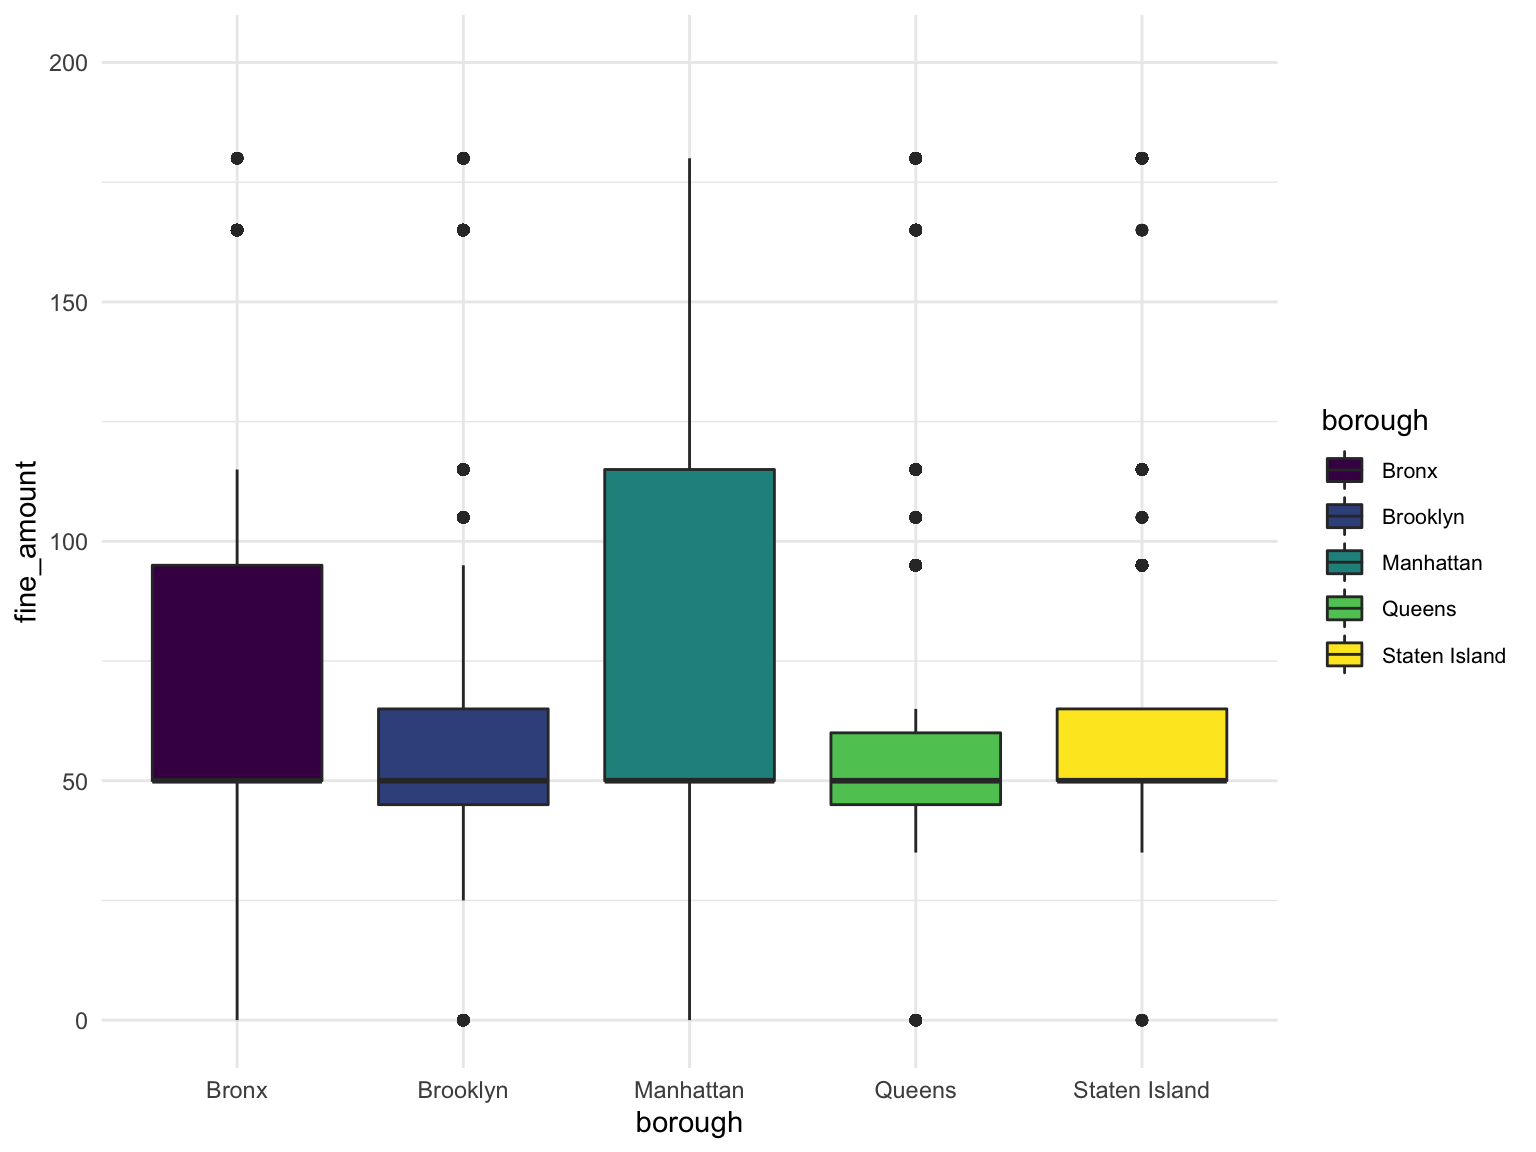 200
150
100
50
0
fine_amount
Bronx
Brooklyn
Manhattan
Queens
Staten Island
borough
borough
Bronx
Brooklyn
Manhattan
Queens
Staten Island